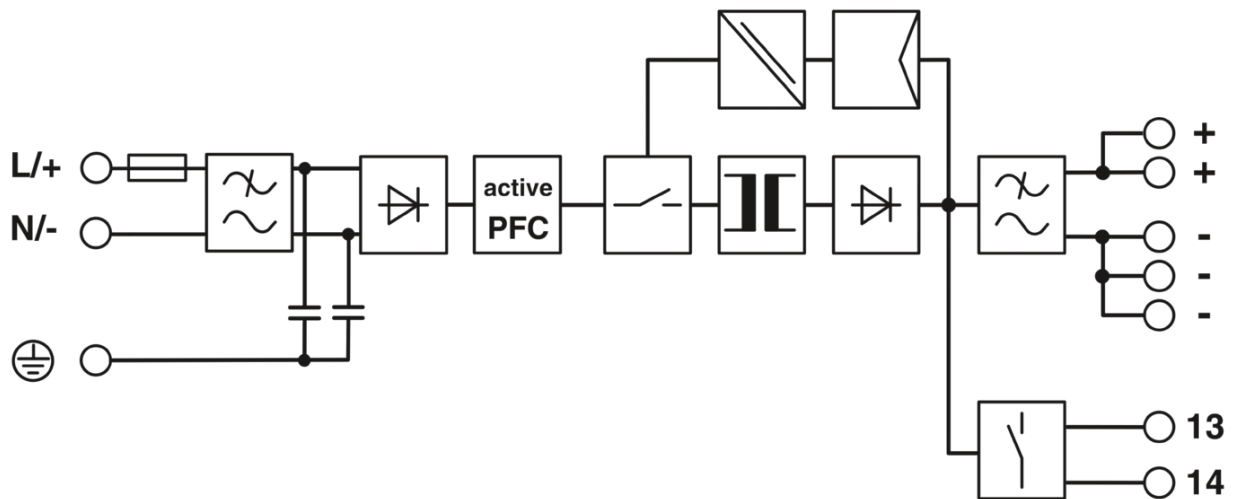 L/+
N/-
active
PFC
+
+
-
-
-
13
14